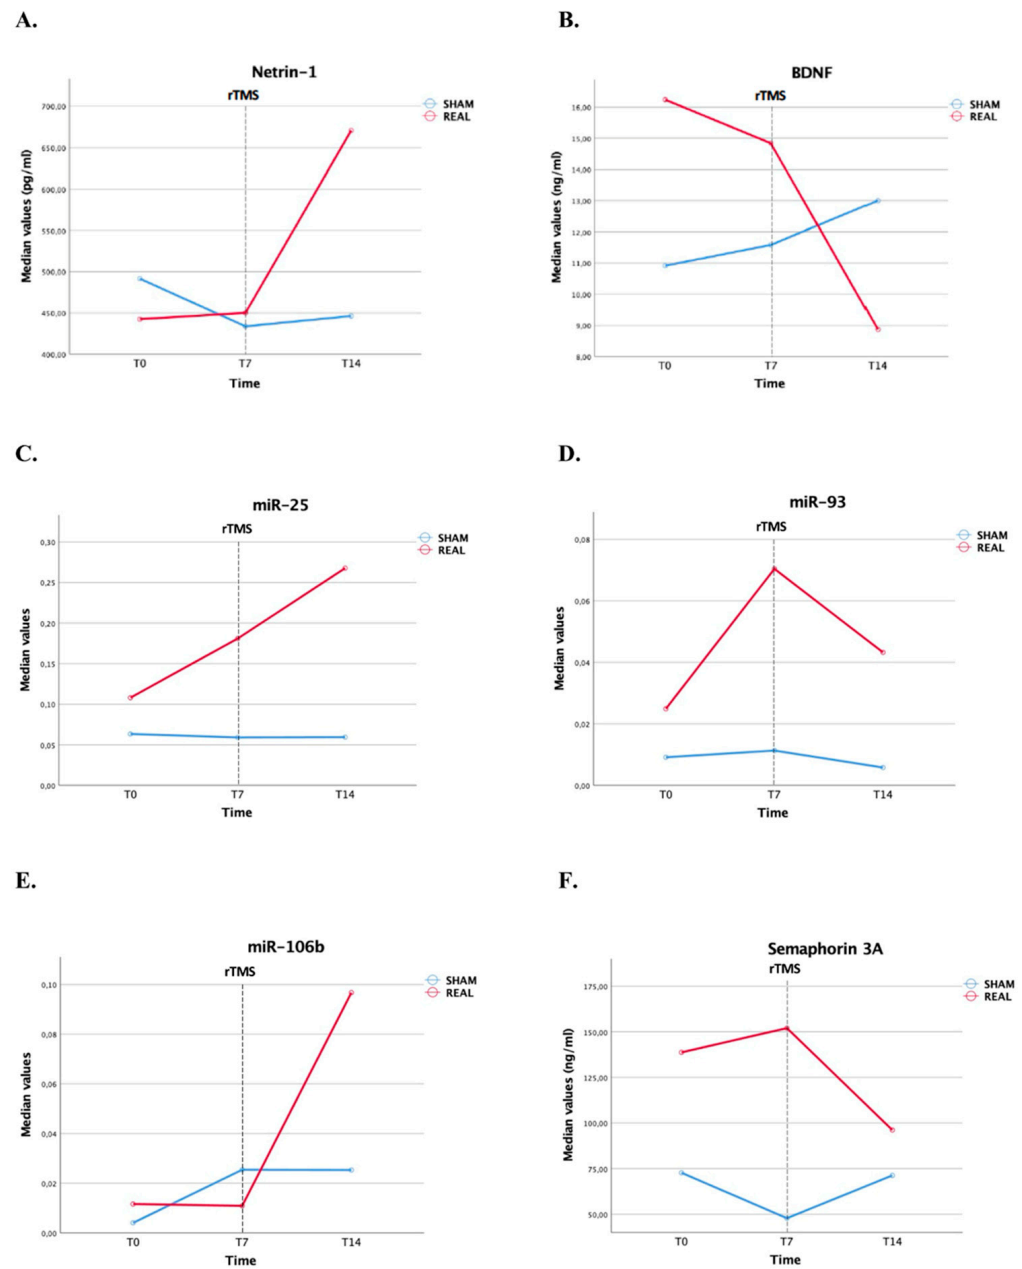 A.
Netrin-1
rTMS
SHAM
REAL
Median values (pg/ml)
700,00
650,00
600,00
550,00
500,00
450,00
400,00
T0
T7
T14
Time
B.
BDNF
rTMS
SHAM
REAL
Median values (ng/ml)
16,00
15,00
14,00
13,00
12,00
11,00
10,00
9,00
8,00
T0
T7
T14
Time
C.
miR-25
rTMS
SHAM
REAL
Median values
0,30
0,25
0,20
0,15
0,10
0,05
0,00
T0
T7
T14
Time
D.
miR-93
rTMS
SHAM
REAL
Median values
0,08
0,06
0,04
0,02
0,00
T0
T7
T14
Time
E.
miR-106b
rTMS
SHAM
REAL
Median values
0,10
0,08
0,06
0,04
0,02
0,00
T0
T7
T14
Time
F.
Semaphorin 3A
rTMS
SHAM
REAL
Median values (ng/ml)
175,00
150,00
125,00
100,00
75,00
50,00
T0
T7
T14
Time